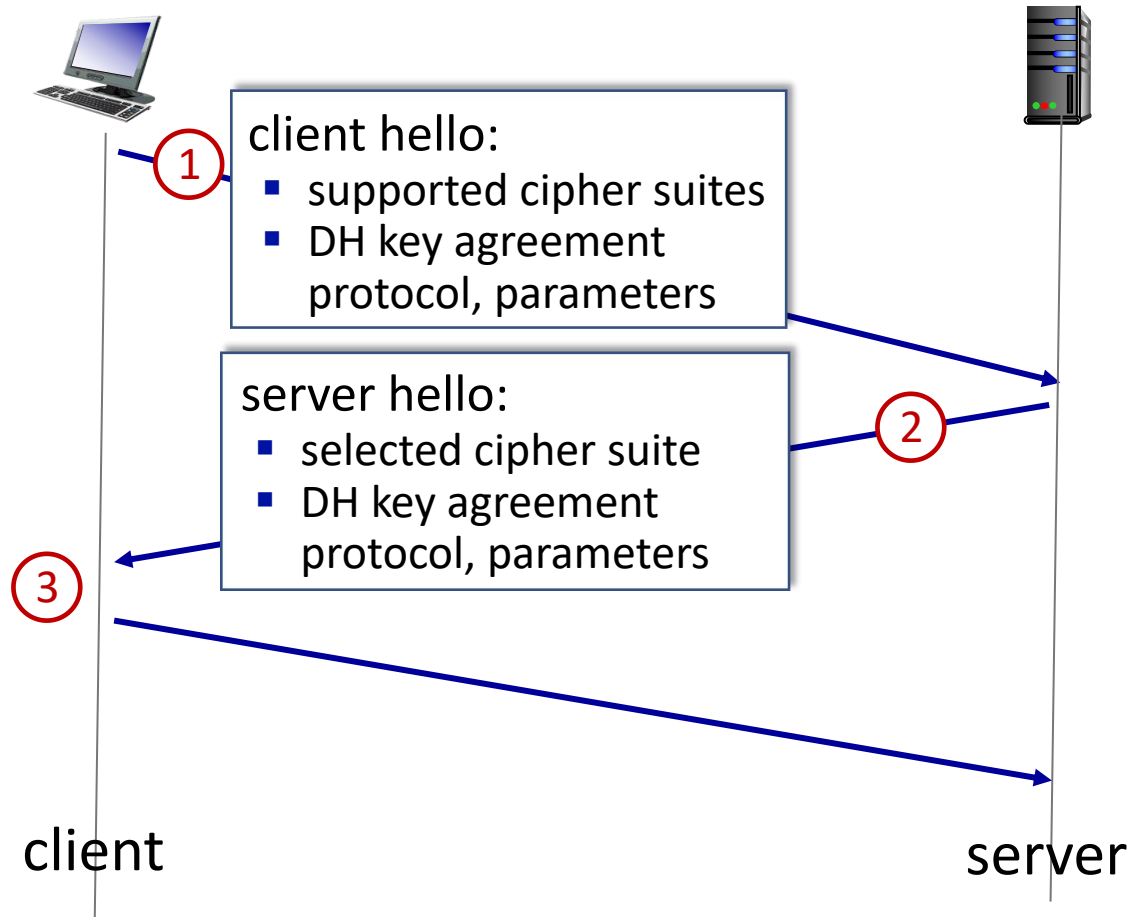 1
client hello:
▪ supported cipher suites
▪ DH key agreement
protocol, parameters
server hello:
2
▪ selected cipher suite
▪ DH key agreement
protocol, parameters
3
client
server